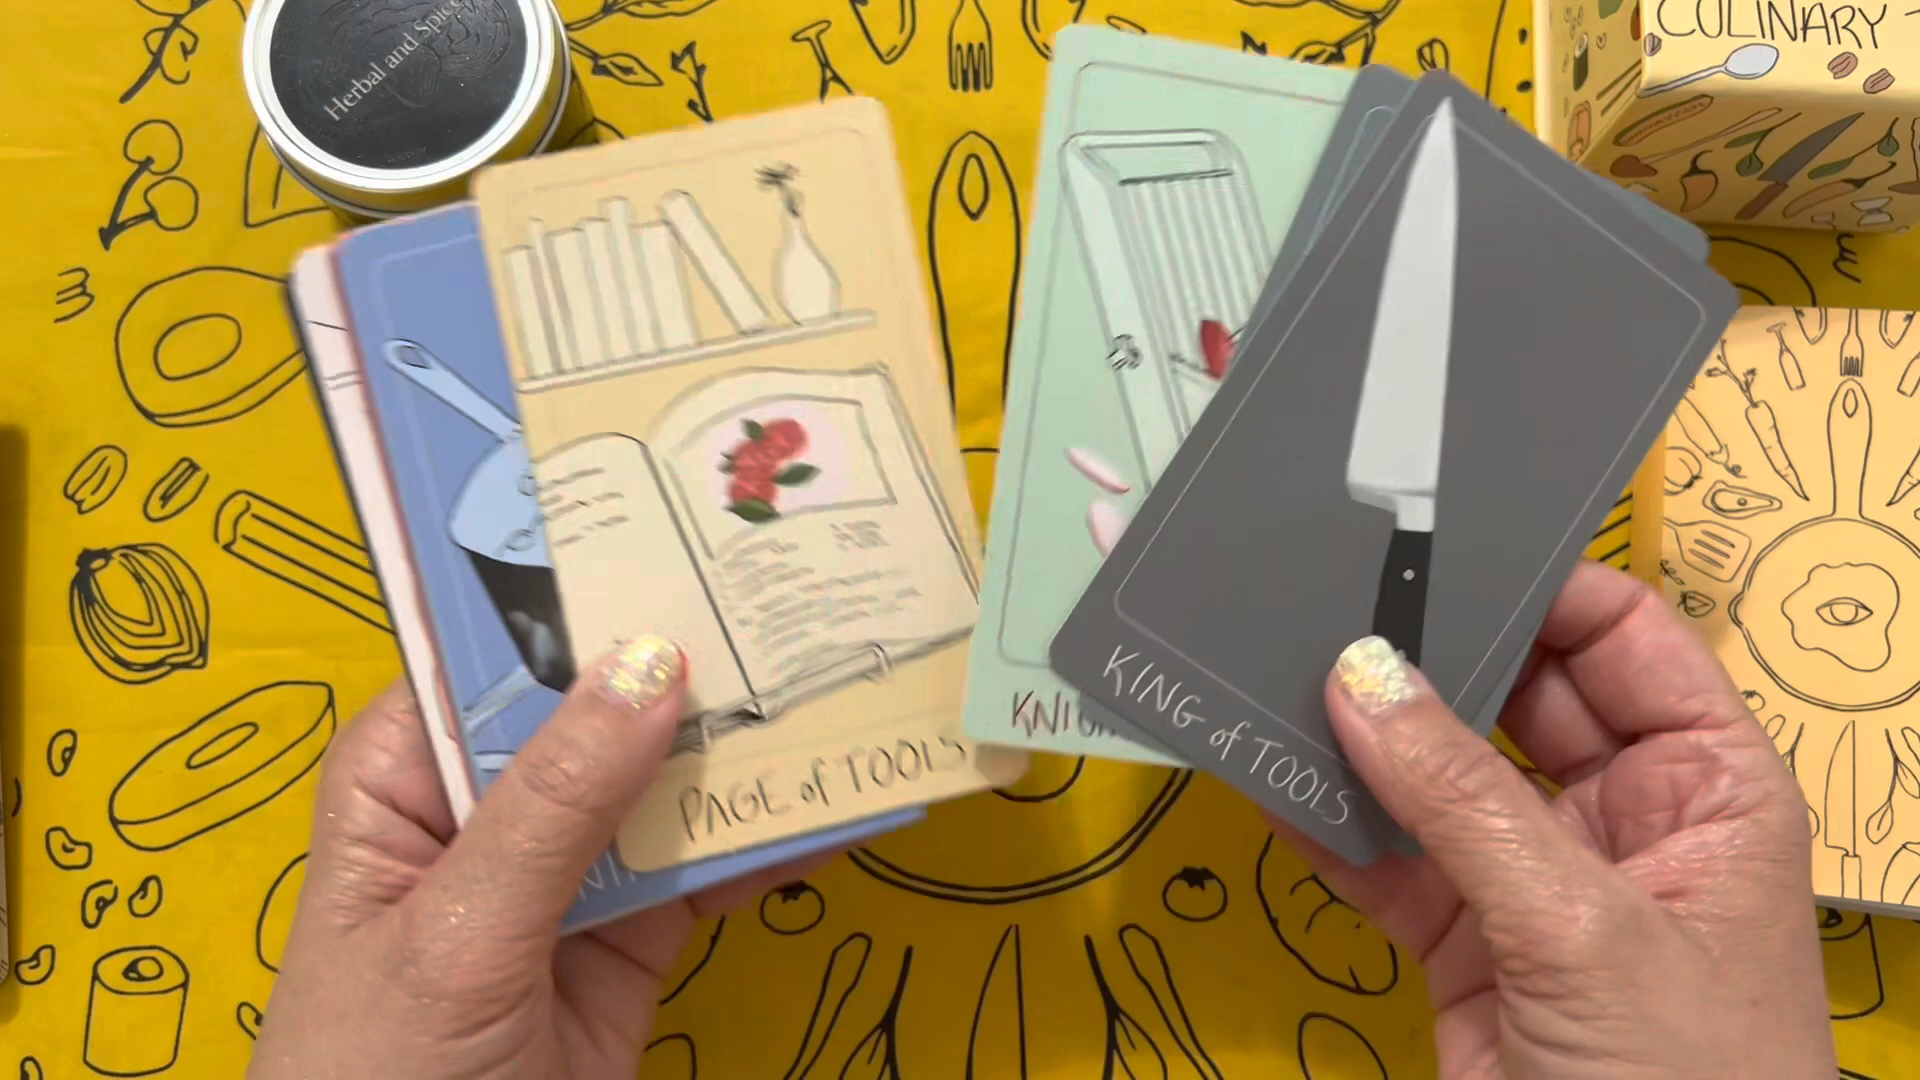 Herbal and Spice
CULINARY
PAGE of TOOLS
KING of TOOLS